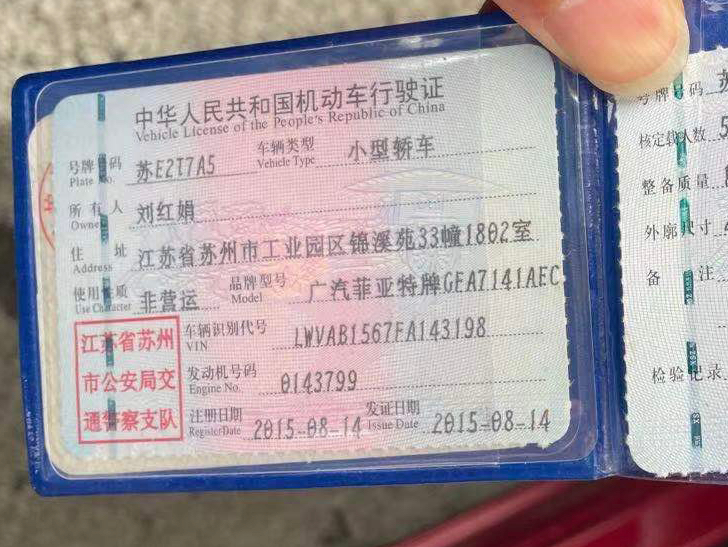 中华人民共和国机动车行驶证
Vehicle License of the People's Republic of China
号牌号码 苏E2T7A5 车辆类型 小型轿车
Plate No. Vehicle Type
所有人 刘红娟
Owner
住址 江苏省苏州市工业园区锦溪苑33幢1802室
Address
使用性质 非营运 品牌型号 广汽菲亚特牌GEA7141AEC
Use Character Model
江苏省苏州
市公安局交
通警察支队
车辆识别代号 LWVAB1567FA143198
VIN
发动机号码 0143799
Engine No.
注册日期 2015-08-14 发证日期 2015-08-14
Register Date Issue Date
号牌号码 苏
核定载人数 5
整备质量
外廓尺寸
备注
检验记录